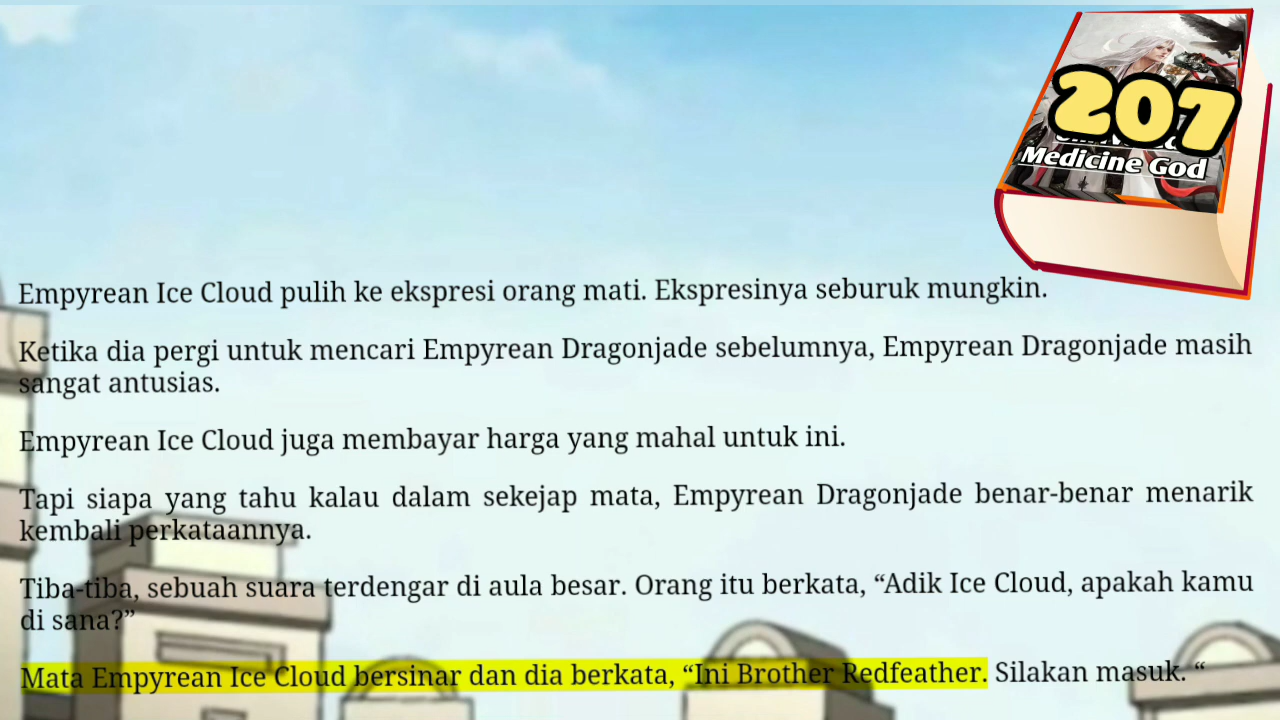 207
Medicine God
Empyrean Ice Cloud pulih ke ekspresi orang mati. Ekspresinya seburuk mungkin.
Ketika dia pergi untuk mencari Empyrean Dragonjade sebelumnya, Empyrean Dragonjade masih
sangat antusias.
Empyrean Ice Cloud juga membayar harga yang mahal untuk ini.
Tapi siapa yang tahu kalau dalam sekejap mata, Empyrean Dragonjade benar-benar menarik
kembali perkataannya.
Tiba-tiba, sebuah suara terdengar di aula besar. Orang itu berkata, “Adik Ice Cloud, apakah kamu
di sana?”
Mata Empyrean Ice Cloud bersinar dan dia berkata, “Ini Brother Redfeather. Silakan masuk. “